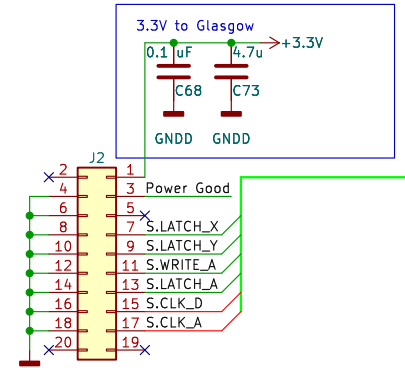 3.3V to Glasgow
+3.3V
0.1 uF
4.7u
C68
C73
GNDD
GNDD
J2
2 1
4 3 Power Good
6 5
8 7 S.LATCH_X
10 9 S.LATCH_Y
12 11 S.WRITE_A
14 13 S.LATCH_A
16 15 S.CLK_D
18 17 S.CLK_A
20 19